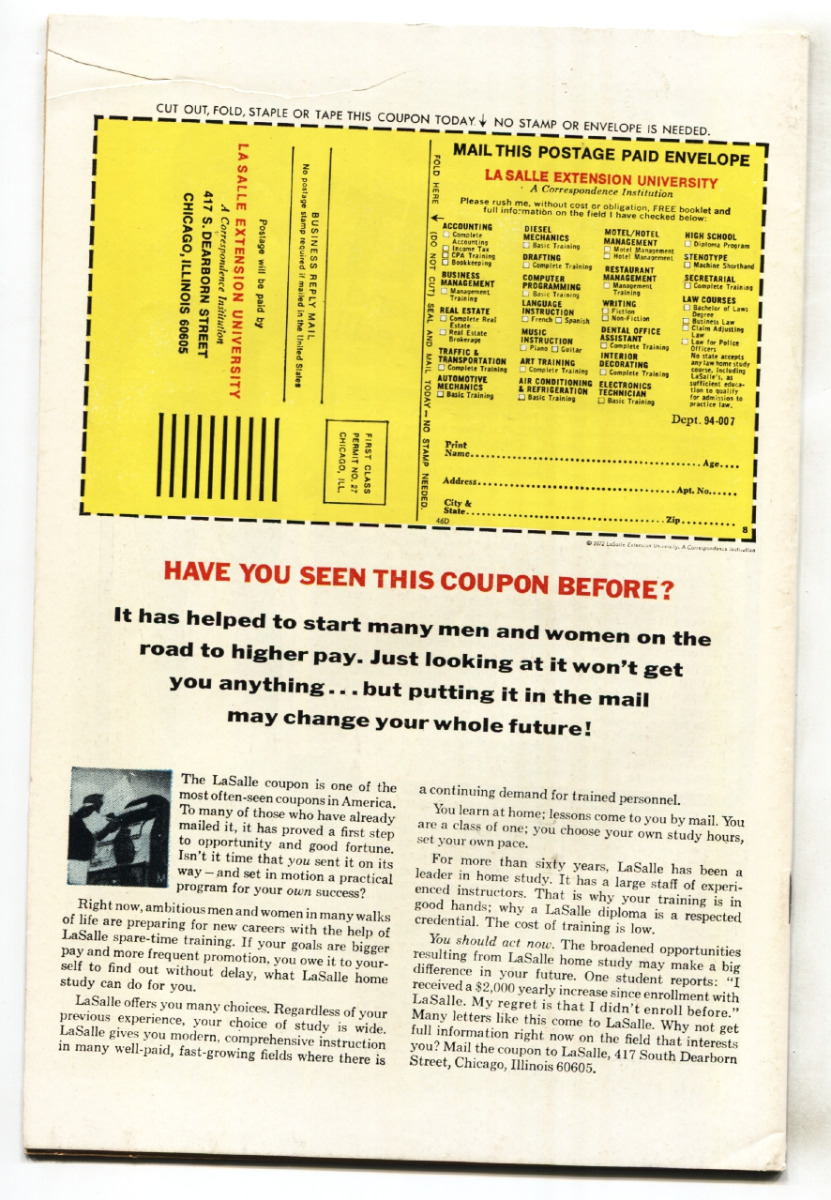 CUT OUT, FOLD, STAPLE OR TAPE THIS COUPON TODAY ↓ NO STAMP OR ENVELOPE IS NEEDED.
LA SALLE EXTENSION UNIVERSITY
A Correspondence Institution
417 S. DEARBORN STREET
CHICAGO, ILLINOIS 60605
Postage will be paid by
BUSINESS REPLY MAIL
No postage stamp required if mailed in the United States
FIRST CLASS
PERMIT NO. 27
CHICAGO, ILL.
FOLD HERE ← (DO NOT CUT) SEAL AND MAIL TODAY — NO STAMP NEEDED.
MAIL THIS POSTAGE PAID ENVELOPE
LA SALLE EXTENSION UNIVERSITY
A Correspondence Institution
Please rush me, without cost or obligation, FREE booklet and
full information on the field I have checked below:
ACCOUNTING
☐ Complete
Accounting
☐ Income Tax
☐ CPA Training
☐ Bookkeeping
BUSINESS
MANAGEMENT
☐ Management
Training
REAL ESTATE
☐ Complete Real
Estate
☐ Real Estate
Brokerage
TRAFFIC &
TRANSPORTATION
☐ Complete Training
AUTOMOTIVE
MECHANICS
☐ Basic Training
DIESEL
MECHANICS
☐ Basic Training
DRAFTING
☐ Complete Training
COMPUTER
PROGRAMMING
☐ Basic Training
LANGUAGE
INSTRUCTION
☐ French ☐ Spanish
MUSIC
INSTRUCTION
☐ Piano ☐ Guitar
ART TRAINING
☐ Complete Training
AIR CONDITIONING
& REFRIGERATION
☐ Basic Training
MOTEL/HOTEL
MANAGEMENT
☐ Motel Management
☐ Hotel Management
RESTAURANT
MANAGEMENT
☐ Management
Training
WRITING
☐ Fiction
☐ Non-Fiction
DENTAL OFFICE
ASSISTANT
☐ Complete Training
INTERIOR
DECORATING
☐ Complete Training
ELECTRONICS
TECHNICIAN
☐ Basic Training
HIGH SCHOOL
☐ Diploma Program
STENOTYPE
☐ Machine Shorthand
SECRETARIAL
☐ Complete Training
LAW COURSES
☐ Bachelor of Laws
Degree
☐ Business Law
☐ Claim Adjusting
Law
☐ Law for Police
Officers
No state accepts
any law home study
course, including
LaSalle's, as
sufficient educa-
tion to qualify
for admission to
practice law.
Dept. 94-007
Print
Name.......... Age....
Address.......... Apt. No......
City &
State.......... Zip..........
46D
8
© 1972 LaSalle Extension University, A Correspondence Institution
HAVE YOU SEEN THIS COUPON BEFORE?
It has helped to start many men and women on the
road to higher pay. Just looking at it won't get
you anything...but putting it in the mail
may change your whole future!
The LaSalle coupon is one of the
most often-seen coupons in America.
To many of those who have already
mailed it, it has proved a first step
to opportunity and good fortune.
Isn't it time that you sent it on its
way – and set in motion a practical
program for your own success?
Right now, ambitious men and women in many walks
of life are preparing for new careers with the help of
LaSalle spare-time training. If your goals are bigger
pay and more frequent promotion, you owe it to your-
self to find out without delay, what LaSalle home
study can do for you.
LaSalle offers you many choices. Regardless of your
previous experience, your choice of study is wide.
LaSalle gives you modern, comprehensive instruction
in many well-paid, fast-growing fields where there is
a continuing demand for trained personnel.
You learn at home; lessons come to you by mail. You
are a class of one; you choose your own study hours,
set your own pace.
For more than sixty years, LaSalle has been a
leader in home study. It has a large staff of experi-
enced instructors. That is why your training is in
good hands; why a LaSalle diploma is a respected
credential. The cost of training is low.
You should act now. The broadened opportunities
resulting from LaSalle home study may make a big
difference in your future. One student reports: "I
received a $2,000 yearly increase since enrollment with
LaSalle. My regret is that I didn't enroll before."
Many letters like this come to LaSalle. Why not get
full information right now on the field that interests
you? Mail the coupon to LaSalle, 417 South Dearborn
Street, Chicago, Illinois 60605.